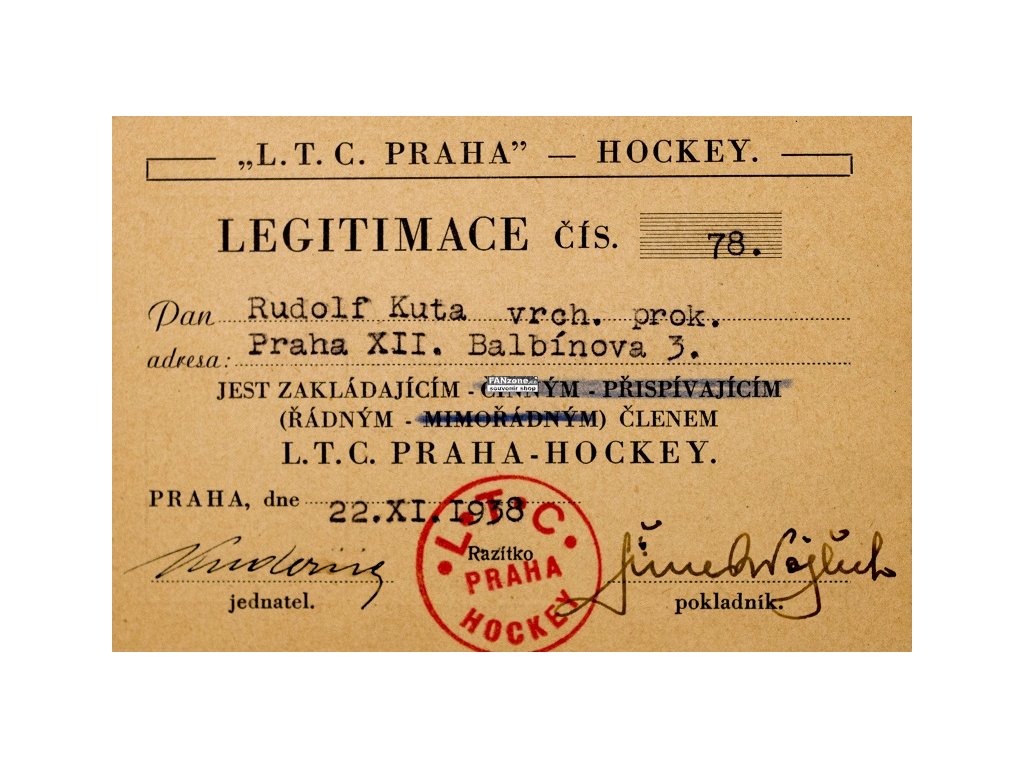 „L.T.C. PRAHA” — HOCKEY.
LEGITIMACE ČÍS. 78.
Pan Rudolf Kuta vrch. prok.
adresa: Praha XII. Balbínova 3.
JEST ZAKLÁDAJÍCÍM - ČINNÝM - PŘISPÍVAJÍCÍM
FANzone.cz
souvenir shop
(ŘÁDNÝM - MIMOŘÁDNÝM) ČLENEM
L.T.C. PRAHA-HOCKEY.
PRAHA, dne 22.XI.1938
L.T.C.
Razítko
PRAHA
HOCKEY
jednatel.
pokladník.